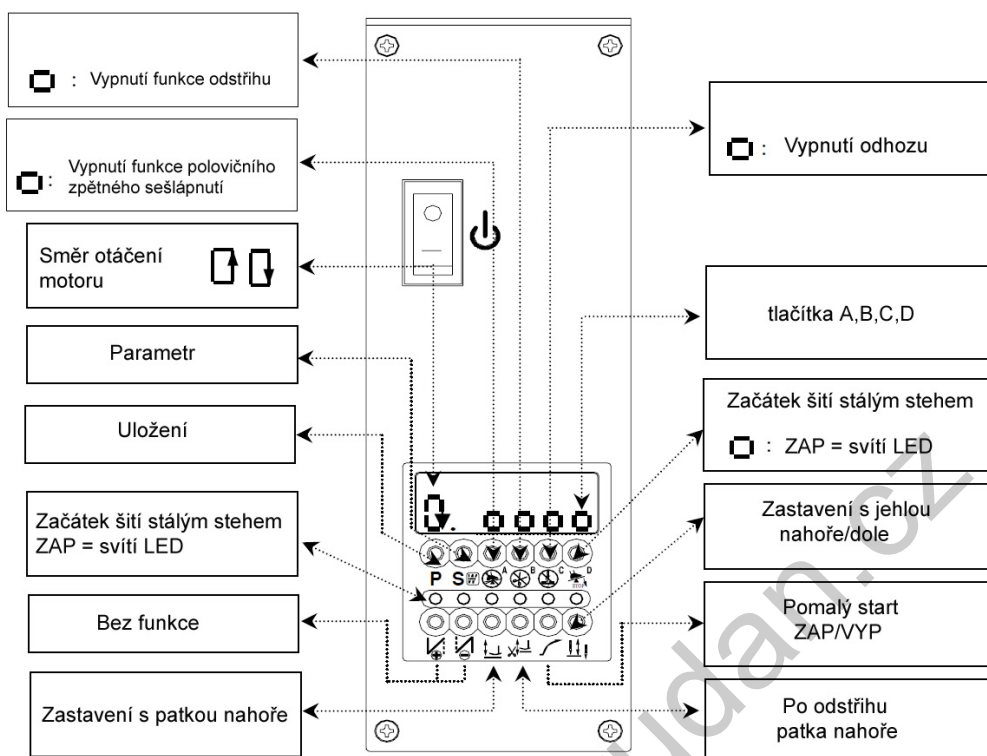 : Vypnutí funkce odstřihu
: Vypnutí funkce polovičního
zpětného sešlápnutí
Směr otáčení
motoru
Parametr
Uložení
Začátek šití stálým stehem
ZAP = svítí LED
Bez funkce
Zastavení s patkou nahoře
: Vypnutí odhozu
tlačítka A,B,C,D
Začátek šití stálým stehem
: ZAP = svítí LED
Zastavení s jehlou
nahoře/dole
Pomalý start
ZAP/VYP
Po odstřihu
patka nahoře
P S A B C D
udan.cz